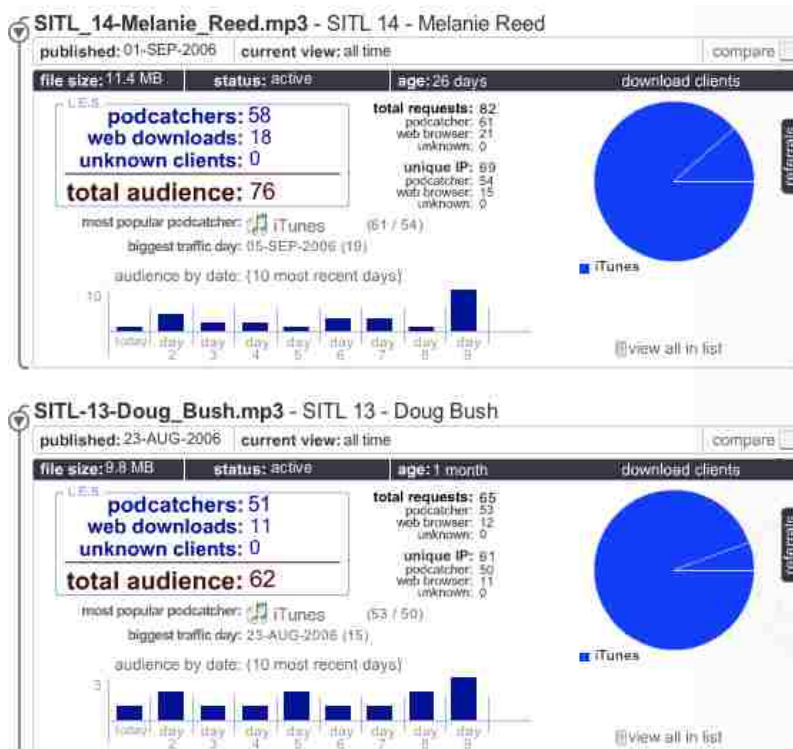 SITL_14-Melanie_Reed.mp3 - SITL 14 - Melanie Reed
published: 01-SEP-2006 current view: all time compare
file size: 11.4 MB status: active age: 26 days download clients
L.E.S.
podcatchers: 58
web downloads: 18
unknown clients: 0
total audience: 76
total requests: 82
podcatcher: 61
web browser: 21
unknown: 0
unique IP: 69
podcatcher: 54
web browser: 15
unknown: 0
referrals
most popular podcatcher: iTunes (61 / 54)
biggest traffic day: 05-SEP-2006 (19)
iTunes
audience by date: (10 most recent days)
10
today day 2 day 3 day 4 day 5 day 6 day 7 day 8 day 9
view all in list
SITL-13-Doug_Bush.mp3 - SITL 13 - Doug Bush
published: 23-AUG-2006 current view: all time compare
file size: 9.8 MB status: active age: 1 month download clients
L.E.S.
podcatchers: 51
web downloads: 11
unknown clients: 0
total audience: 62
total requests: 65
podcatcher: 53
web browser: 12
unknown: 0
unique IP: 61
podcatcher: 50
web browser: 11
unknown: 0
referrals
most popular podcatcher: iTunes (53 / 50)
biggest traffic day: 23-AUG-2006 (15)
iTunes
audience by date: (10 most recent days)
3
today day 2 day 3 day 4 day 5 day 6 day 7 day 8 day 9
view all in list